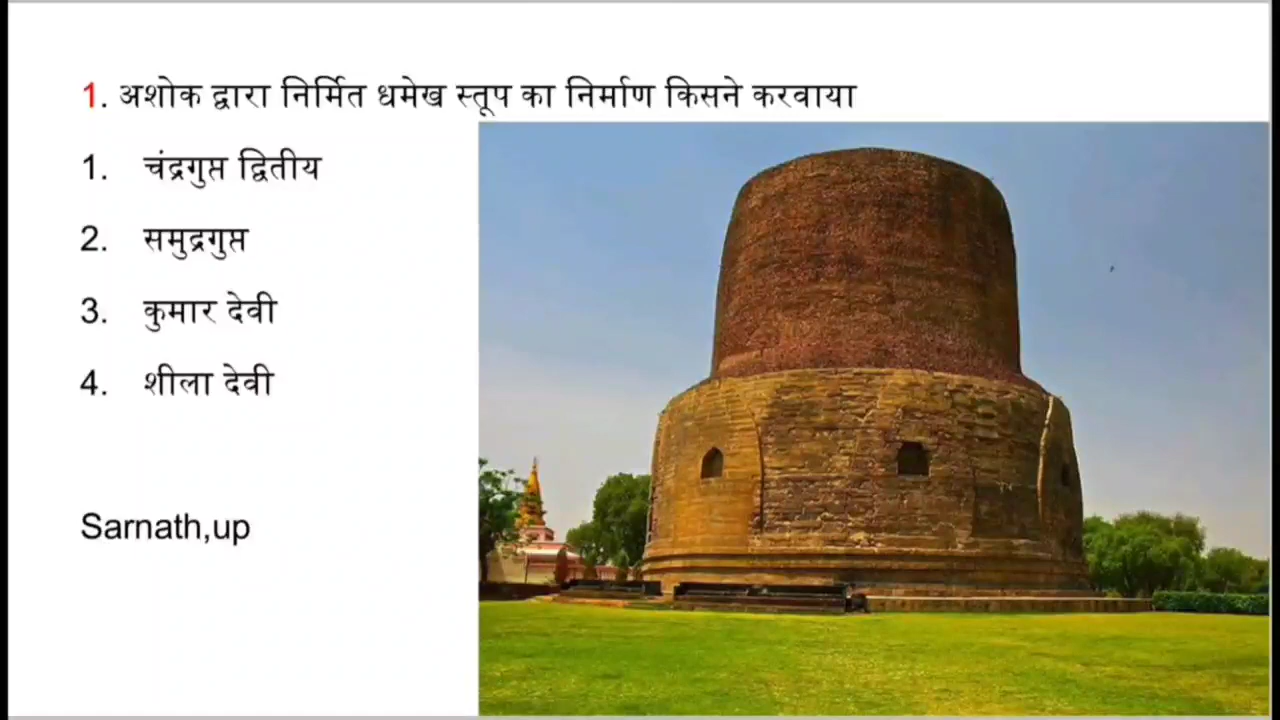 1. अशोक द्वारा निर्मित धमेख स्तूप का निर्माण किसने करवाया
1. चंद्रगुप्त द्वितीय
2. समुद्रगुप्त
3. कुमार देवी
4. शीला देवी
Sarnath,up